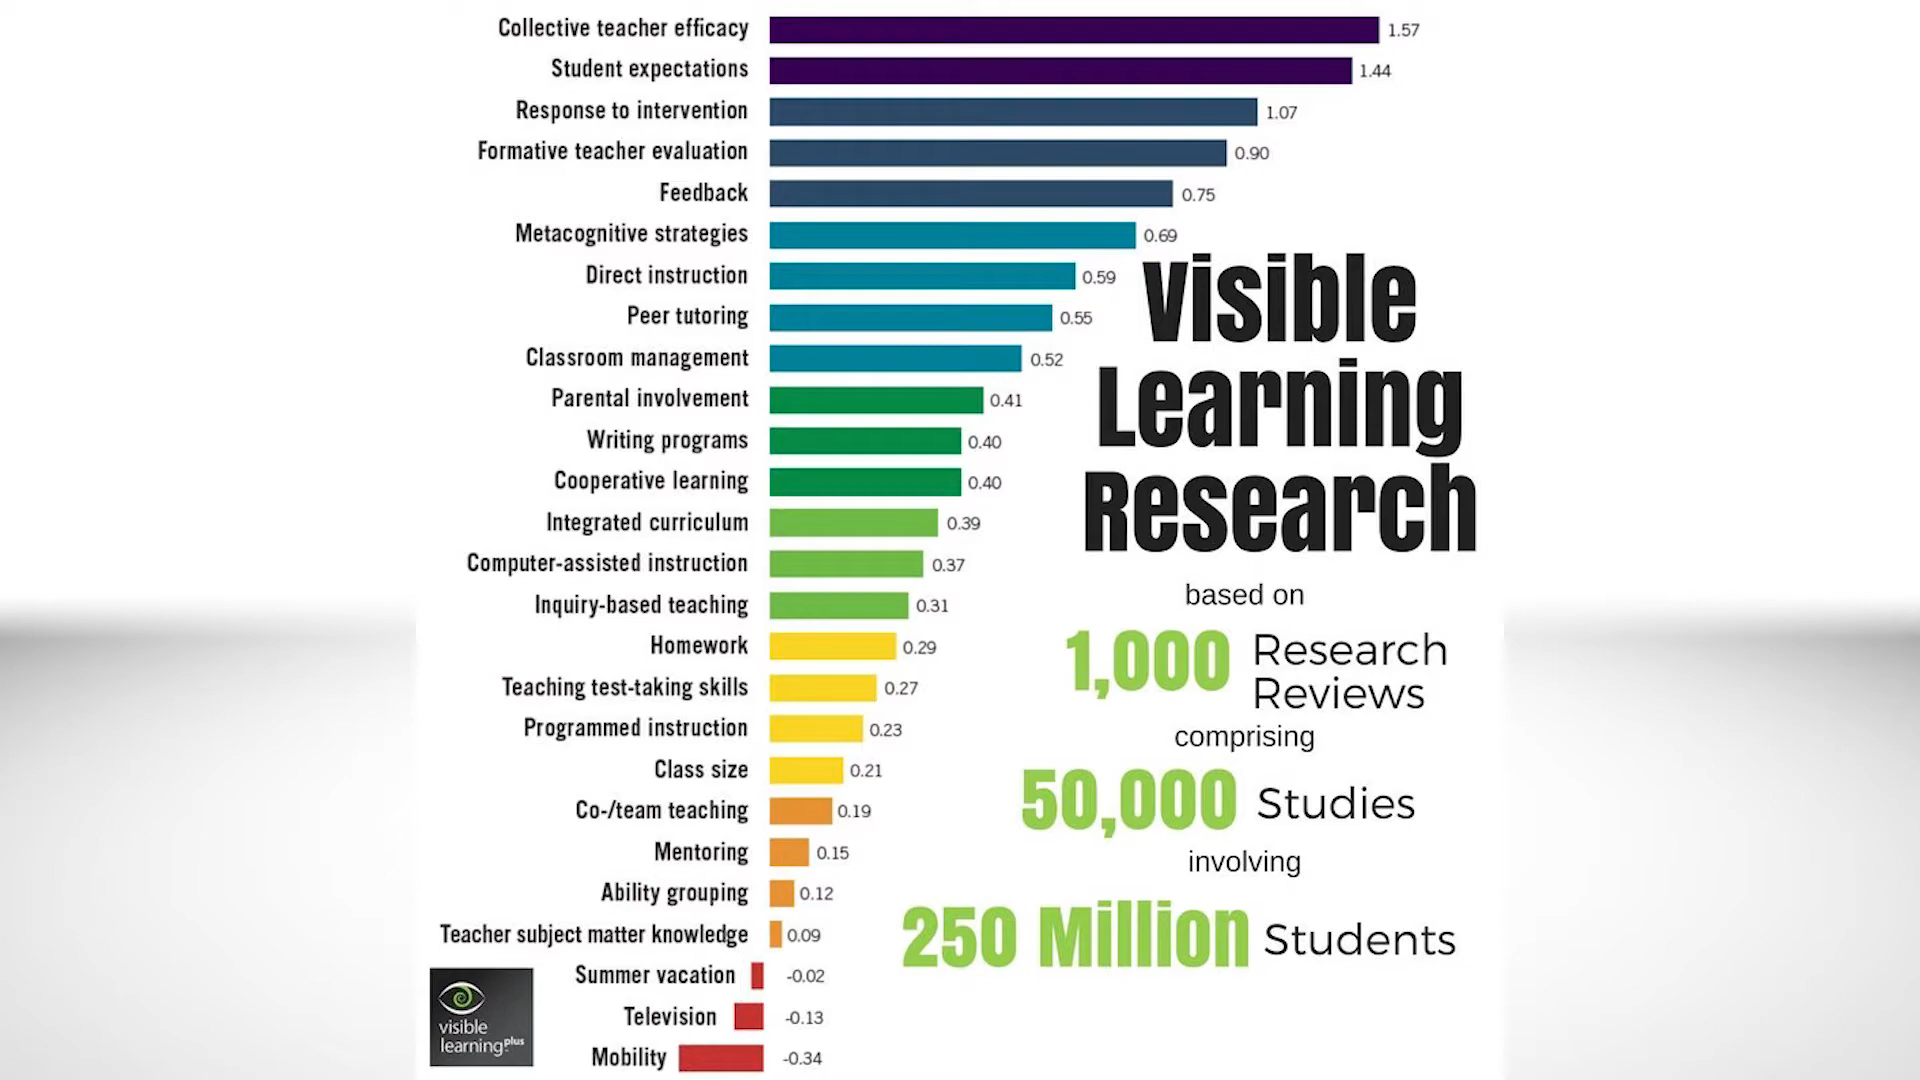 Collective teacher efficacy 1.57
Student expectations 1.44
Response to intervention 1.07
Formative teacher evaluation 0.90
Feedback 0.75
Metacognitive strategies 0.69
Direct instruction 0.59
Peer tutoring 0.55
Classroom management 0.52
Parental involvement 0.41
Writing programs 0.40
Cooperative learning 0.40
Integrated curriculum 0.39
Computer-assisted instruction 0.37
Inquiry-based teaching 0.31
Homework 0.29
Teaching test-taking skills 0.27
Programmed instruction 0.23
Class size 0.21
Co-/team teaching 0.19
Mentoring 0.15
Ability grouping 0.12
Teacher subject matter knowledge 0.09
Summer vacation -0.02
Television -0.13
Mobility -0.34
Visible
Learning
Research
based on
1,000 Research
Reviews
comprising
50,000 Studies
involving
250 Million Students
visible
learning plus